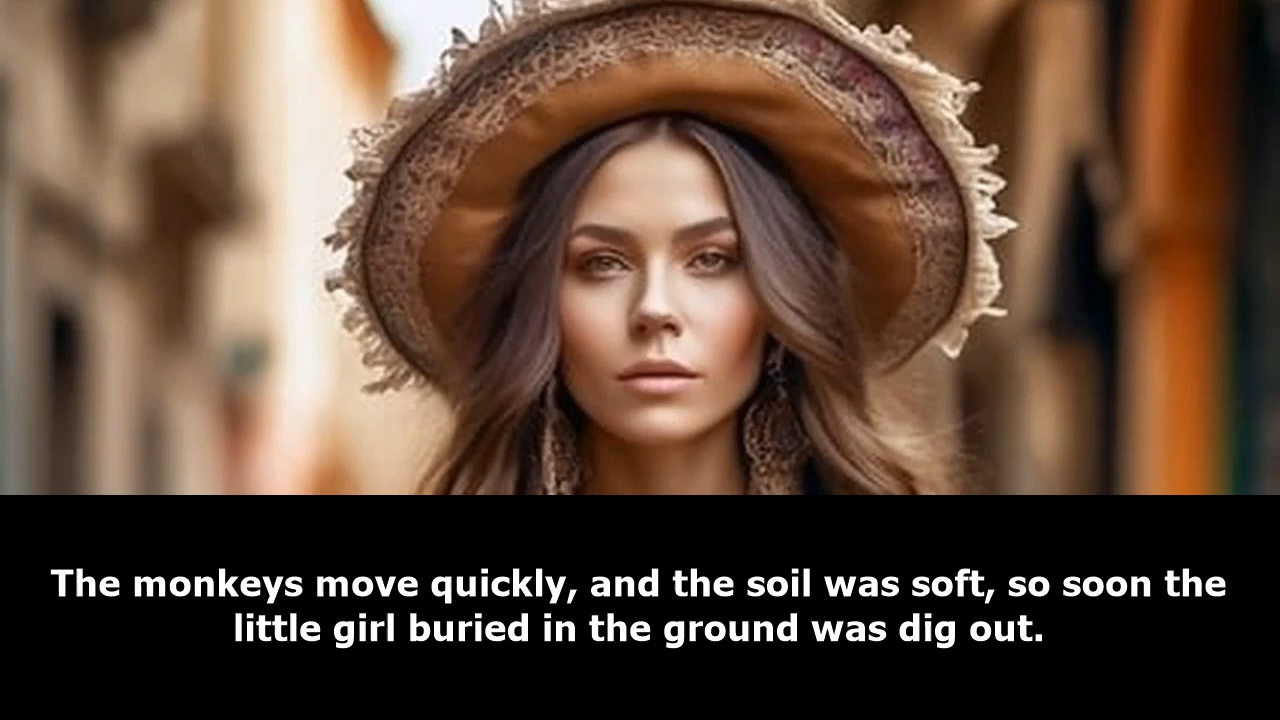 The monkeys move quickly, and the soil was soft, so soon the
little girl buried in the ground was dig out.